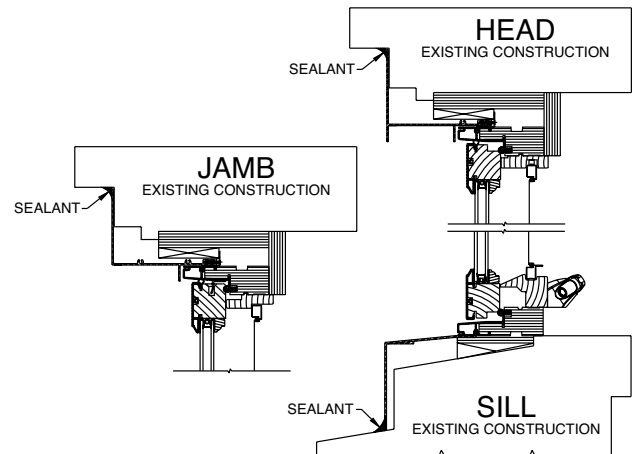 HEAD
EXISTING CONSTRUCTION
SEALANT
JAMB
EXISTING CONSTRUCTION
SEALANT
SEALANT
SILL
EXISTING CONSTRUCTION